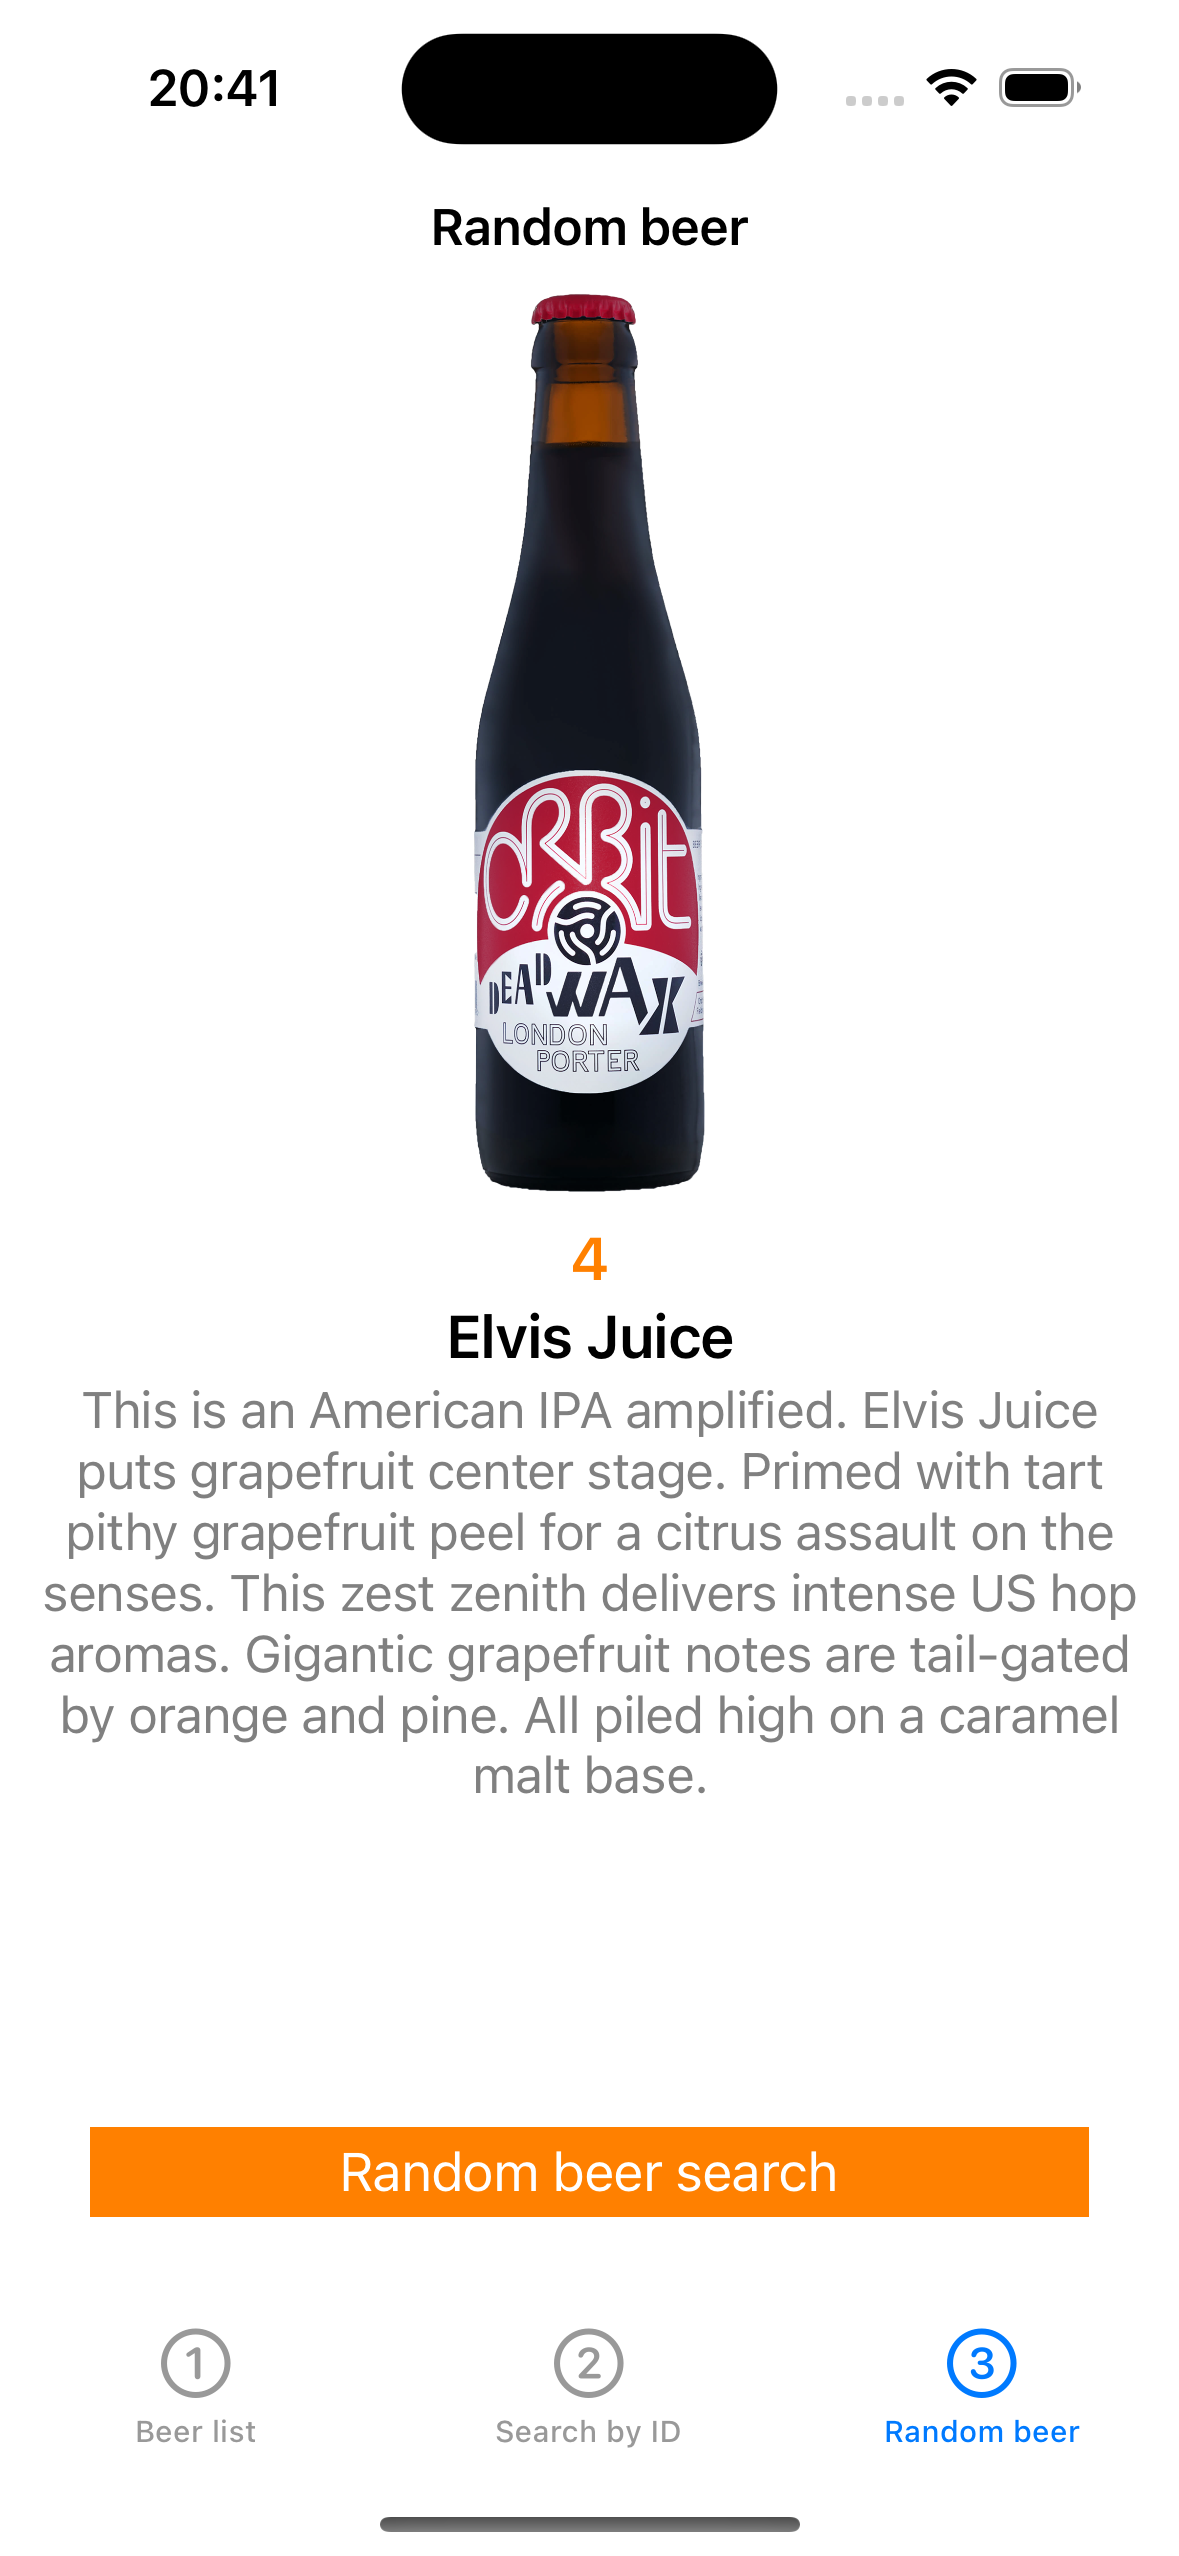 20:41
Random beer
ORBit
DEAD WAX
LONDON
PORTER
4
Elvis Juice
This is an American IPA amplified. Elvis Juice
puts grapefruit center stage. Primed with tart
pithy grapefruit peel for a citrus assault on the
senses. This zest zenith delivers intense US hop
aromas. Gigantic grapefruit notes are tail-gated
by orange and pine. All piled high on a caramel
malt base.
Random beer search
1
2
3
Beer list
Search by ID
Random beer